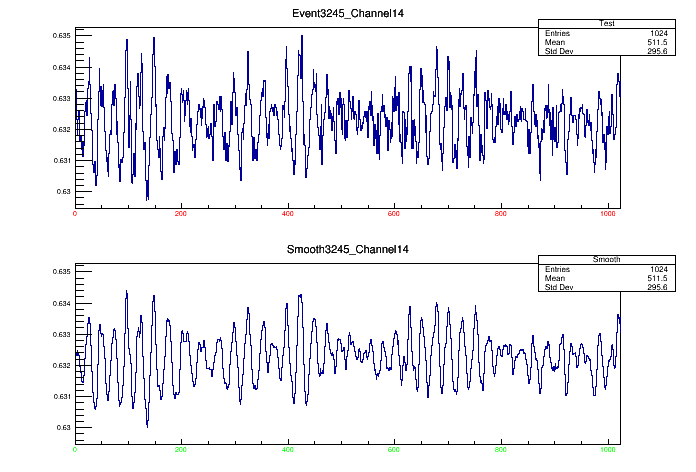 Event3245_Channel14
Test
Entries 1024
Mean 511.5
Std Dev 295.6
0.635
0.634
0.633
0.632
0.631
0.63
0 200 400 600 800 1000
Smooth3245_Channel14
Smooth
Entries 1024
Mean 511.5
Std Dev 295.6
0.635
0.634
0.633
0.632
0.631
0.63
0 200 400 600 800 1000